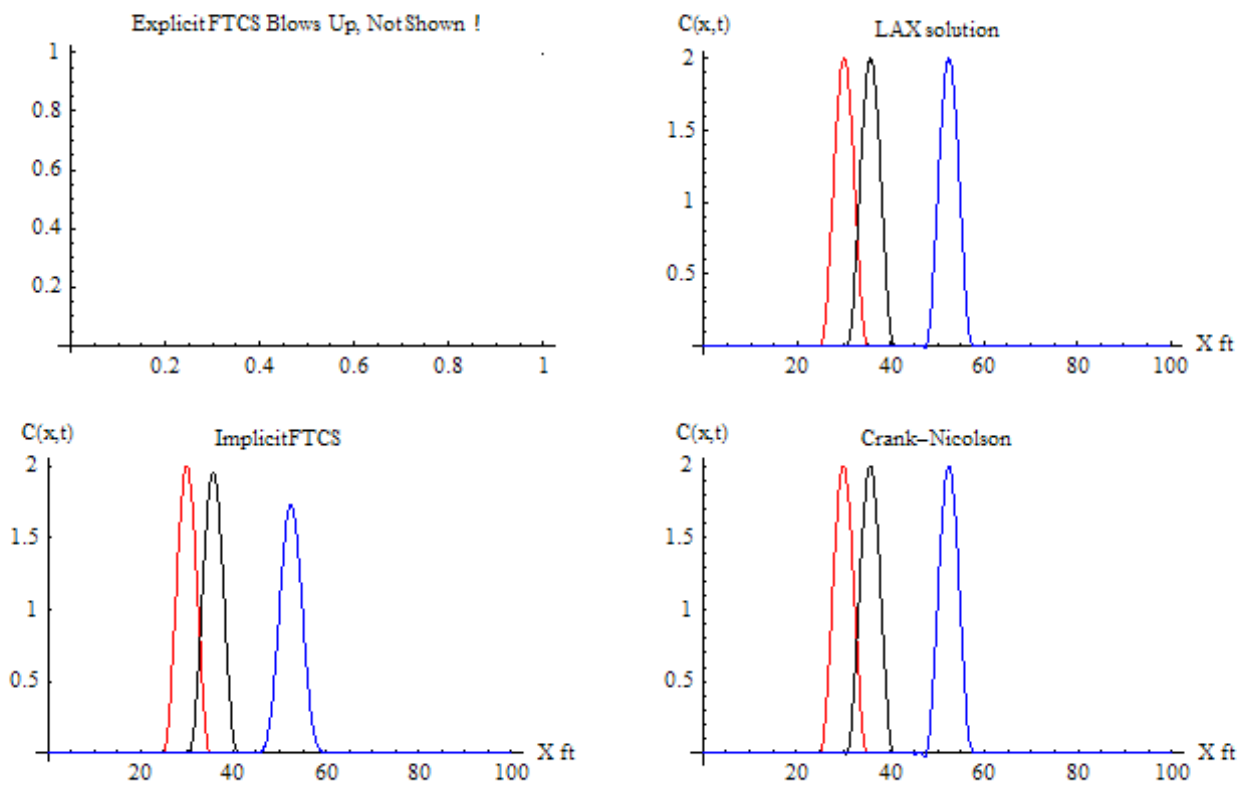 Explicit FTCS Blows Up, Not Shown !
1
0.8
0.6
0.4
0.2
0.2 0.4 0.6 0.8 1
C(x,t)
LAX solution
2
1.5
1
0.5
X ft
20 40 60 80 100
C(x,t)
Implicit FTCS
2
1.5
1
0.5
X ft
20 40 60 80 100
C(x,t)
Crank–Nicolson
2
1.5
1
0.5
X ft
20 40 60 80 100